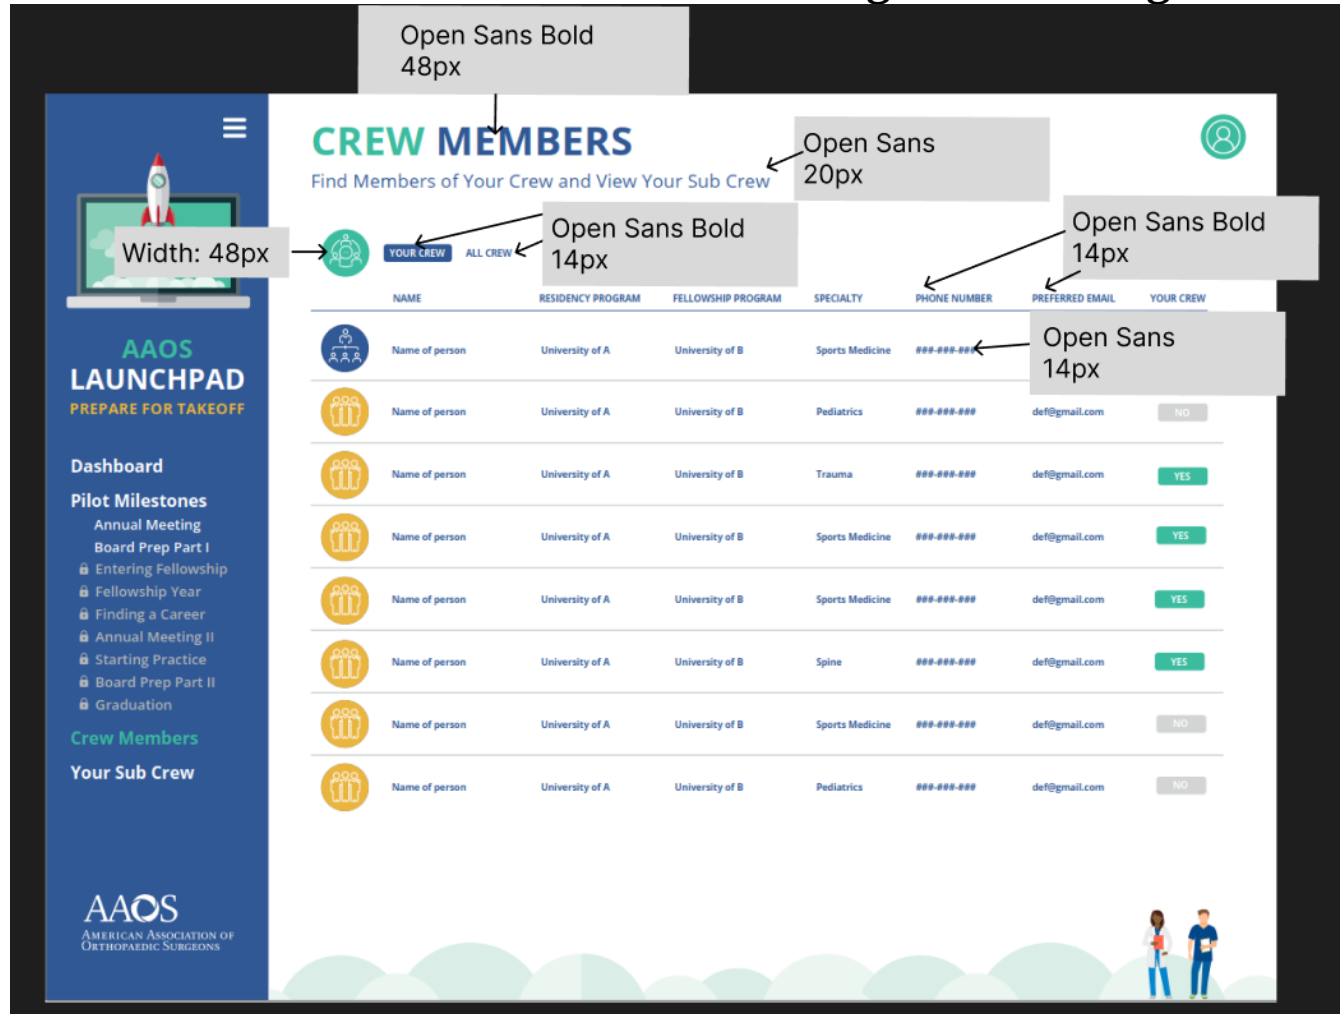 Open Sans Bold
48px
CREW MEMBERS
Open Sans
20px
Find Members of Your Crew and View Your Sub Crew
Width: 48px
YOUR CREW
ALL CREW
Open Sans Bold
14px
Open Sans Bold
14px
NAME RESIDENCY PROGRAM FELLOWSHIP PROGRAM SPECIALTY PHONE NUMBER PREFERRED EMAIL YOUR CREW
Open Sans
14px
Name of person University of A University of B Sports Medicine ###-###-###
Name of person University of A University of B Pediatrics ###-###-### def@gmail.com NO
Name of person University of A University of B Trauma ###-###-### def@gmail.com YES
Name of person University of A University of B Sports Medicine ###-###-### def@gmail.com YES
Name of person University of A University of B Sports Medicine ###-###-### def@gmail.com YES
Name of person University of A University of B Spine ###-###-### def@gmail.com YES
Name of person University of A University of B Sports Medicine ###-###-### def@gmail.com NO
Name of person University of A University of B Pediatrics ###-###-### def@gmail.com NO
AAOS
LAUNCHPAD
PREPARE FOR TAKEOFF
Dashboard
Pilot Milestones
Annual Meeting
Board Prep Part I
Entering Fellowship
Fellowship Year
Finding a Career
Annual Meeting II
Starting Practice
Board Prep Part II
Graduation
Crew Members
Your Sub Crew
AAOS
AMERICAN ASSOCIATION OF
ORTHOPAEDIC SURGEONS